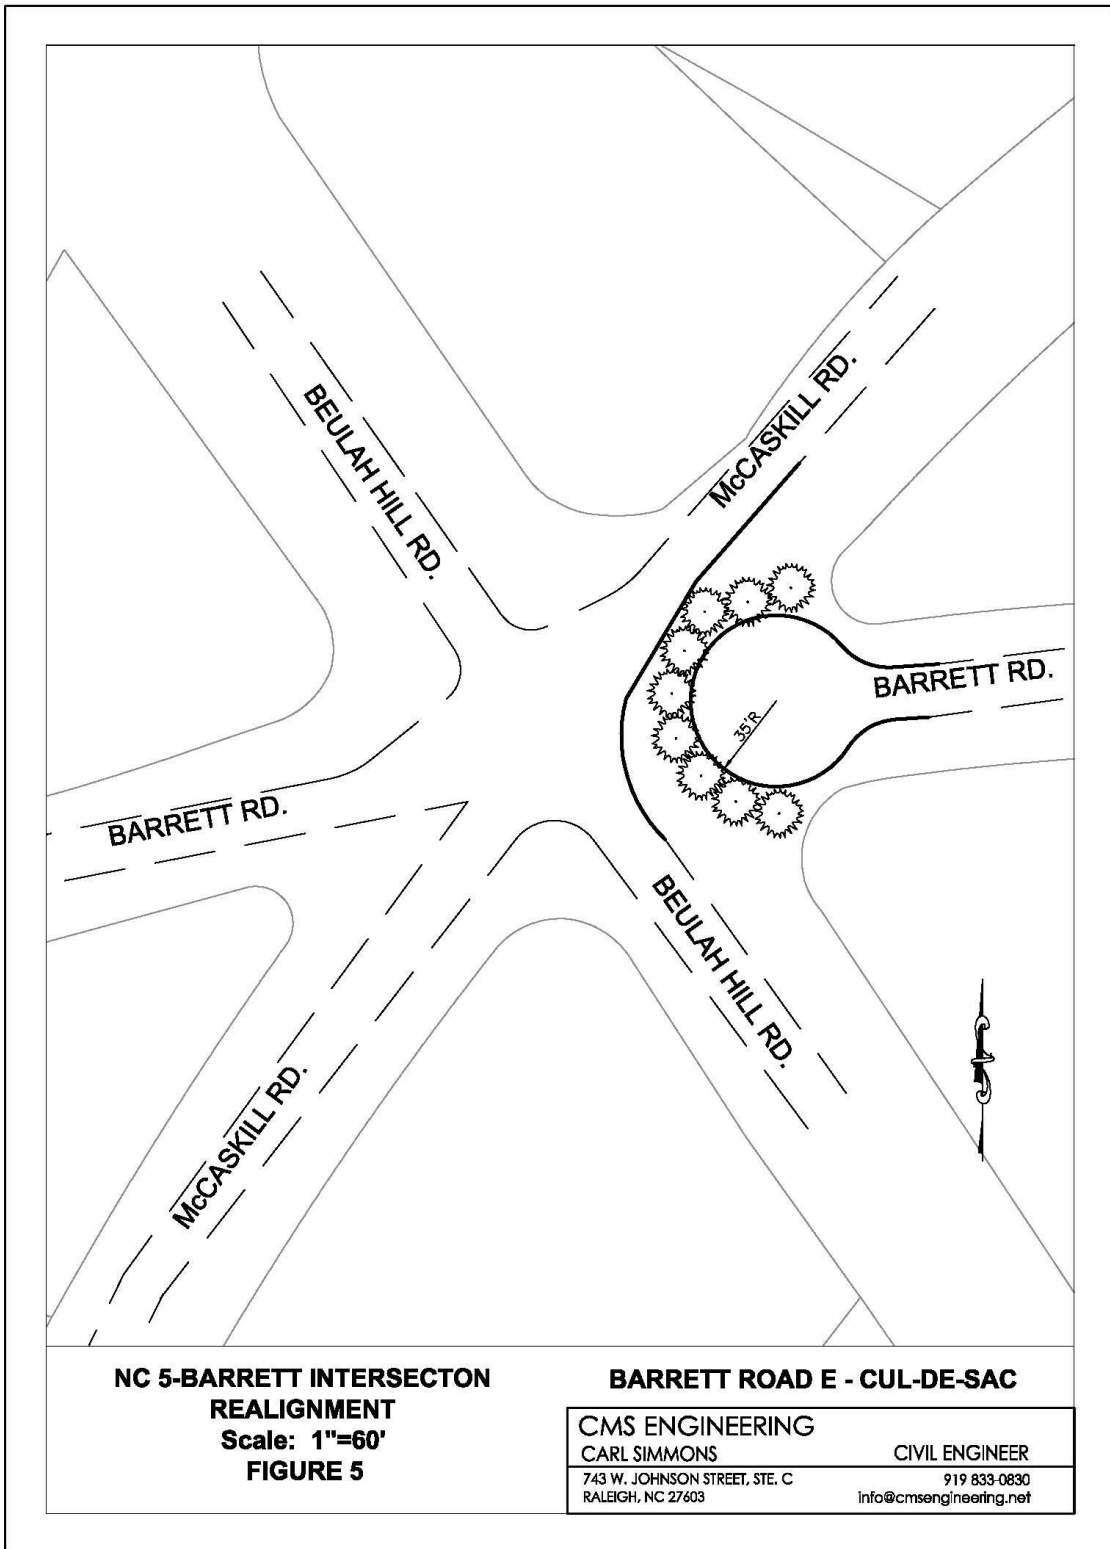 McCASKILL RD.
BEULAH HILL RD.
BARRETT RD.
35'R
BARRETT RD.
BEULAH HILL RD.
McCASKILL RD.
NC 5-BARRETT INTERSECTON
REALIGNMENT
Scale: 1"=60'
FIGURE 5
BARRETT ROAD E - CUL-DE-SAC
CMS ENGINEERING
CARL SIMMONS CIVIL ENGINEER
743 W. JOHNSON STREET, STE. C 919 833-0830
RALEIGH, NC 27603 info@cmsengineering.net